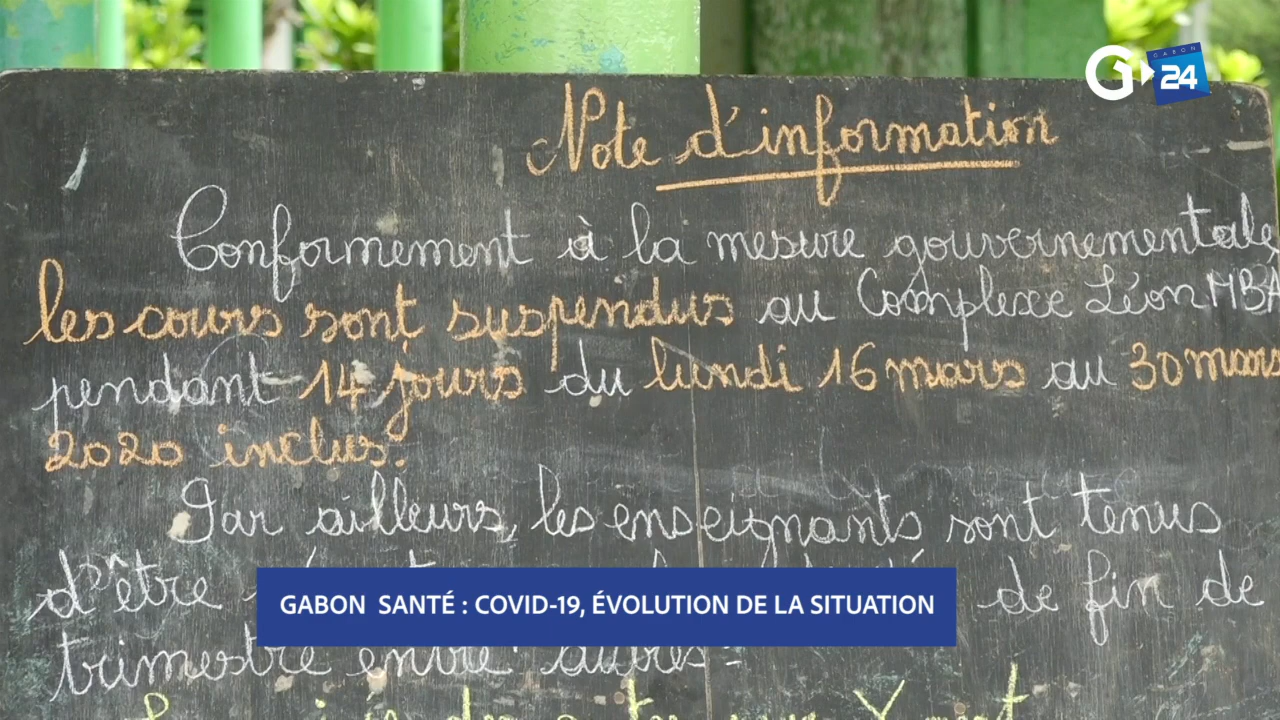 GABON
G 24
Note d'information
Conformement à la mesure gouvernementale,
les cours sont suspendus au Complexe Léon MBA
pendant 14 jours du lundi 16 mars au 30 mars
2020 inclus.
Par ailleurs, les enseignants sont tenus
d'en être de fin de
GABON SANTÉ : COVID-19, ÉVOLUTION DE LA SITUATION
trimestre entre autres